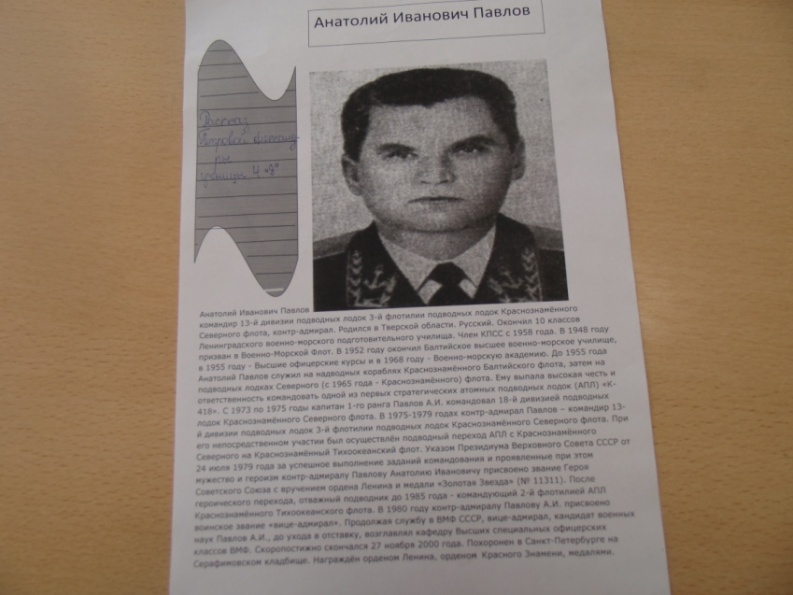 Анатолий Иванович Павлов
Рассказ
Петровой
ученицы 4 "В"
Анатолий Иванович Павлов
командир 13-й дивизии подводных лодок 3-й флотилии подводных лодок Краснознамённого
Северного флота, контр-адмирал. Родился в Тверской области. Русский. Окончил 10 классов
Ленинградского военно-морского подготовительного училища. Член КПСС с 1958 года. В 1948 году
призван в Военно-Морской Флот. В 1952 году окончил Балтийское высшее военно-морское училище,
в 1955 году - Высшие офицерские курсы и в 1968 году - Военно-морскую академию. До 1955 года
Анатолий Павлов служил на надводных кораблях Краснознамённого Балтийского флота, затем на
подводных лодках Северного (с 1965 года - Краснознамённого) флота. Ему выпала высокая честь и
ответственность командовать одной из первых стратегических атомных подводных лодок (АПЛ) «К-
418». С 1973 по 1975 годы капитан 1-го ранга Павлов А.И. командовал 18-й дивизией подводных
лодок Краснознамённого Северного флота. В 1975-1979 годах контр-адмирал Павлов – командир 13-
й дивизии подводных лодок 3-й флотилии подводных лодок Краснознамённого Северного флота. При
его непосредственном участии был осуществлён подводный переход АПЛ с Краснознамённого
Северного на Краснознамённый Тихоокеанский флот. Указом Президиума Верховного Совета СССР от
24 июля 1979 года за успешное выполнение заданий командования и проявленные при этом
мужество и героизм контр-адмиралу Павлову Анатолию Ивановичу присвоено звание Героя
Советского Союза с вручением ордена Ленина и медали «Золотая Звезда» (№ 11311). После
героического перехода, отважный подводник до 1985 года - командующий 2-й флотилией АПЛ
Краснознамённого Тихоокеанского флота. В 1980 году контр-адмиралу Павлову А.И. присвоено
воинское звание «вице-адмирал». Продолжая службу в ВМФ СССР, вице-адмирал, кандидат военных
наук Павлов А.И., до ухода в отставку, возглавлял кафедру Высших специальных офицерских
классов ВМФ. Скоропостижно скончался 27 ноября 2000 года. Похоронен в Санкт-Петербурге на
Серафимовском кладбище. Награждён орденом Ленина, орденом Красного Знамени, медалями.